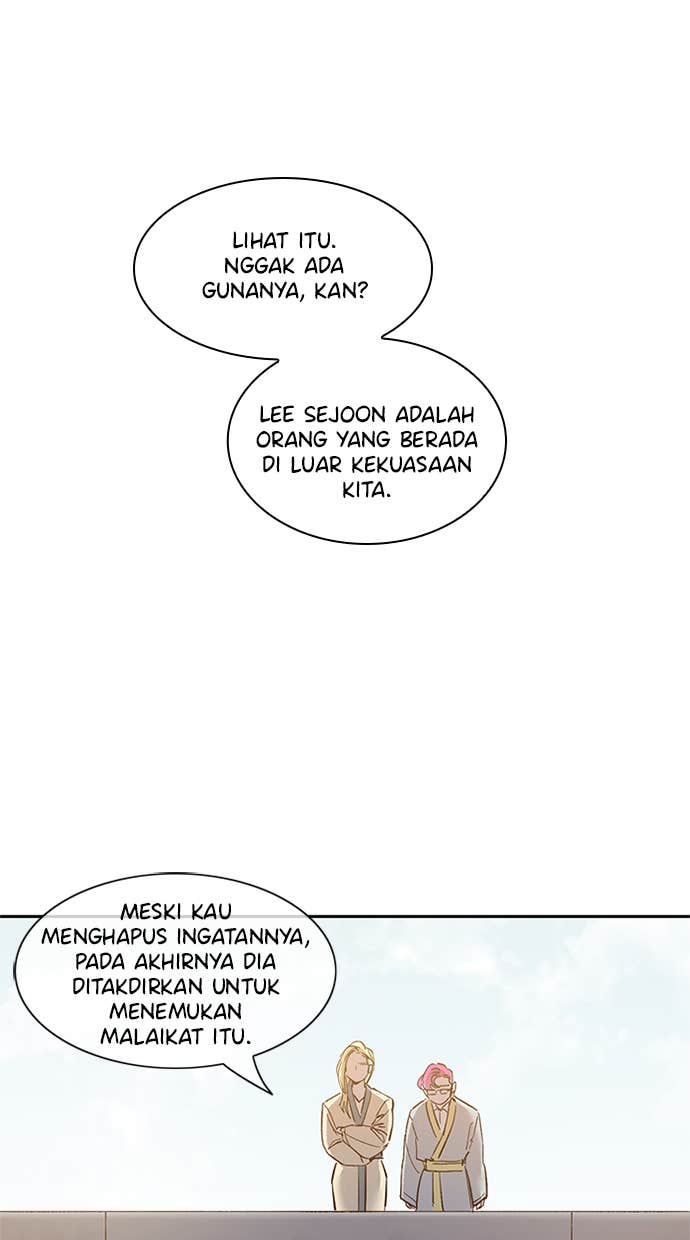 LIHAT ITU.
NGGAK ADA
GUNANYA, KAN?
LEE SEJOON ADALAH
ORANG YANG BERADA
DI LUAR KEKUASAAN
KITA.
MESKI KAU
MENGHAPUS INGATANNYA,
PADA AKHIRNYA DIA
DITAKDIRKAN UNTUK
MENEMUKAN
MALAIKAT ITU.